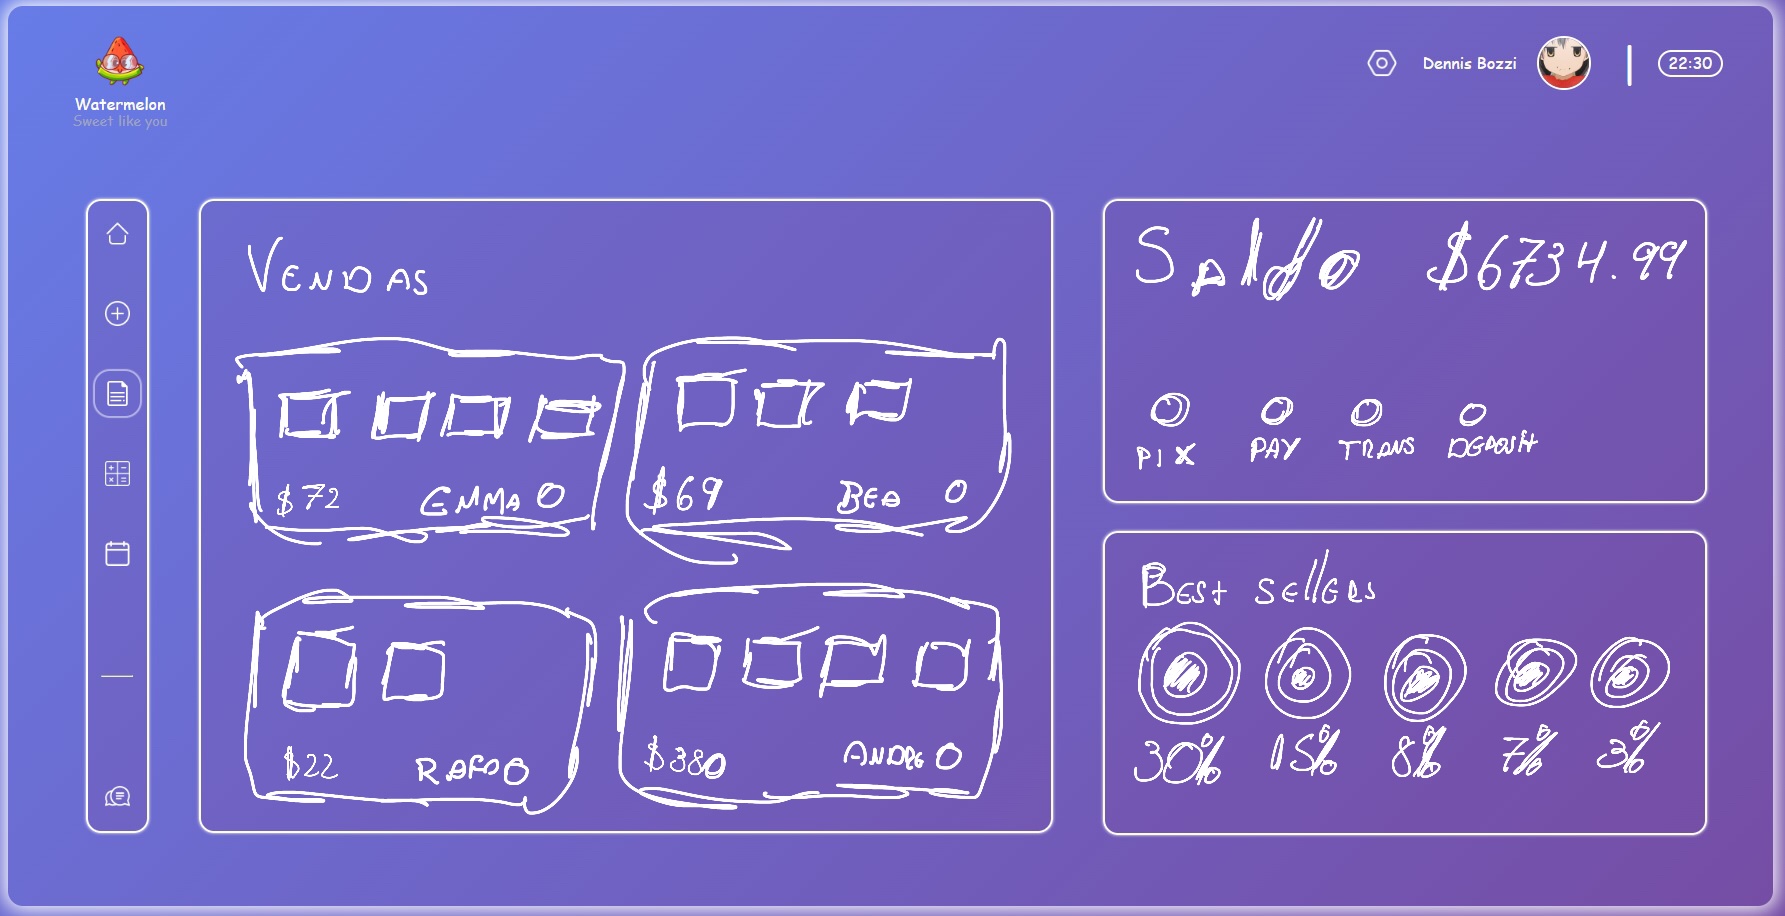 Watermelon
Sweet like you
Dennis Bozzi
22:30
VENDAS
$72 EMMA
$69 BEA
$22 RAFA
$380 ANDRE
Saldo $6734.99
PIX PAY TRANS
BEST SELLERS
30% 15% 8% 7% 3%